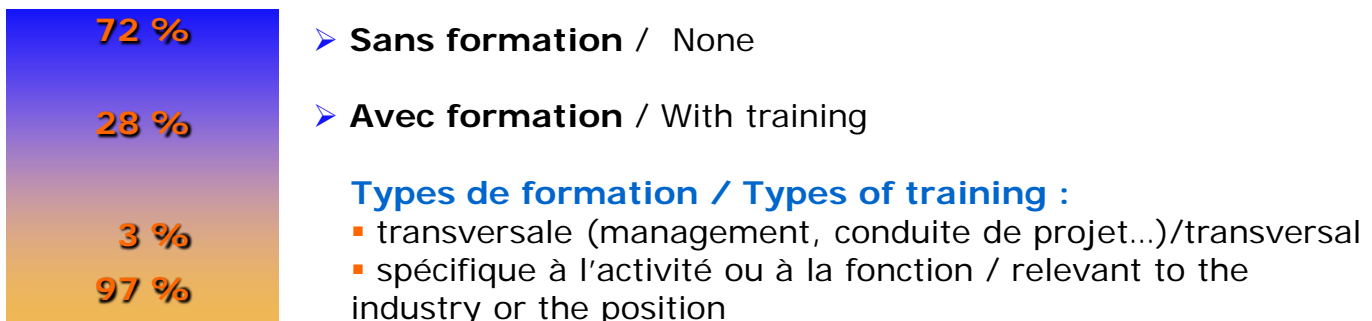 72 % ➢ Sans formation / None
28 % ➢ Avec formation / With training
Types de formation / Types of training :
3 % ▪ transversale (management, conduite de projet…)/transversal
97 % ▪ spécifique à l’activité ou à la fonction / relevant to the
industry or the position